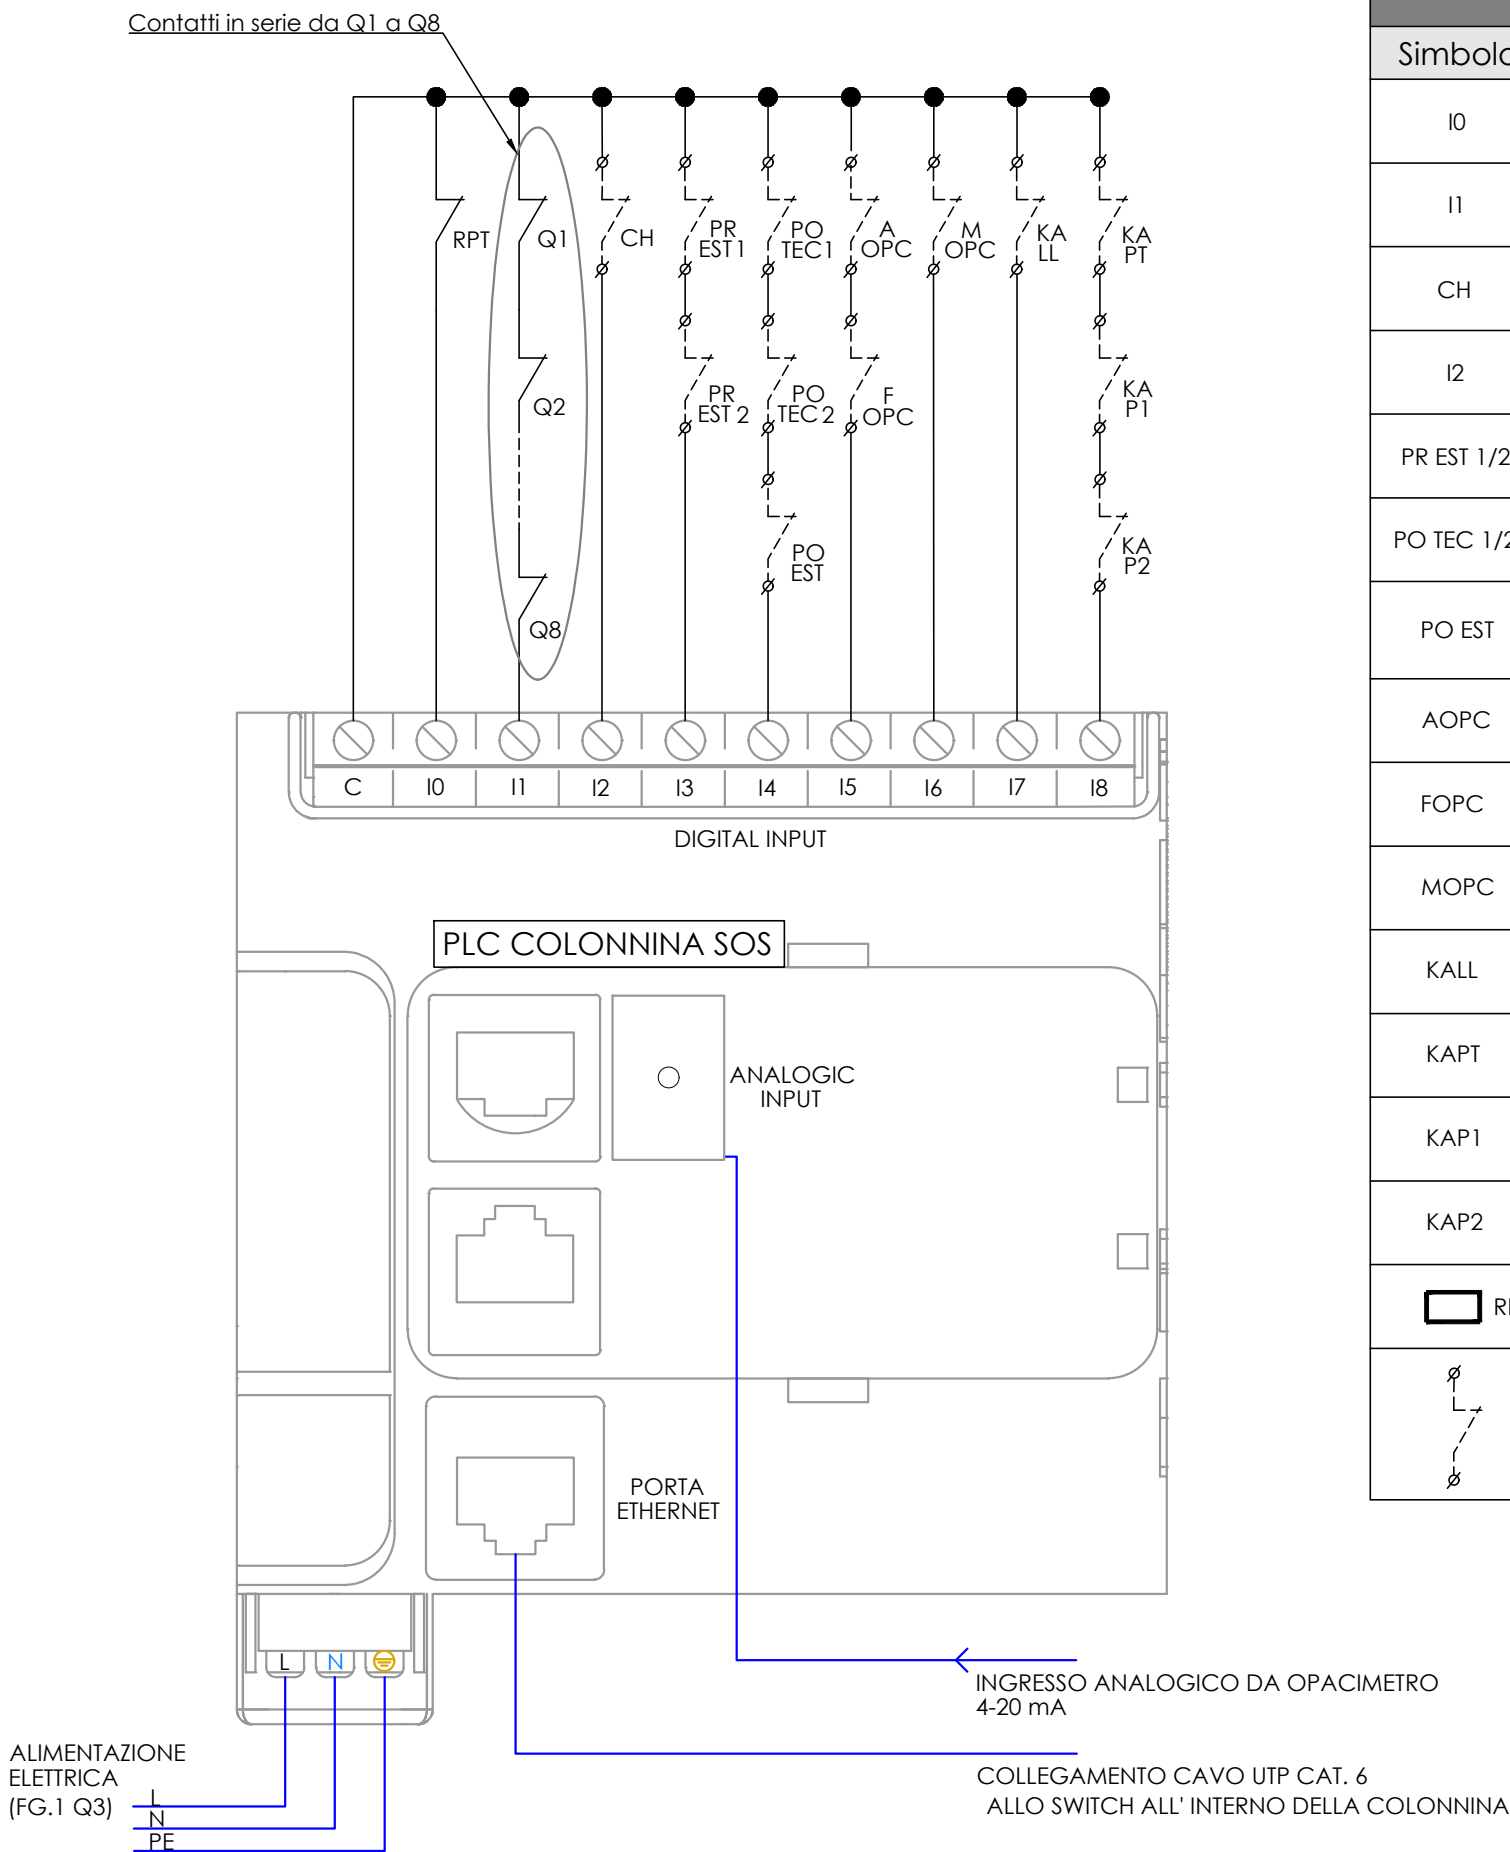 Contatti in serie da Q1 a Q8
RPT
Q1
CH
PR
EST1
PO
TEC1
A
OPC
M
OPC
KA
LL
KA
PT
Q2
PR
EST 2
PO
TEC 2
F
OPC
KA
P1
Q8
PO
EST
KA
P2
C
I0
I1
I2
I3
I4
I5
I6
I7
I8
DIGITAL INPUT
PLC COLONNINA SOS
ANALOGIC
INPUT
PORTA
ETHERNET
L
N
INGRESSO ANALOGICO DA OPACIMETRO
4-20 mA
COLLEGAMENTO CAVO UTP CAT. 6
ALLO SWITCH ALL' INTERNO DELLA COLONNINA
ALIMENTAZIONE
ELETTRICA
(FG.1 Q3)
L
N
PE
Simbolo
I0
I1
CH
I2
PR EST 1/2
PO TEC 1/2
PO EST
AOPC
FOPC
MOPC
KALL
KAPT
KAP1
KAP2